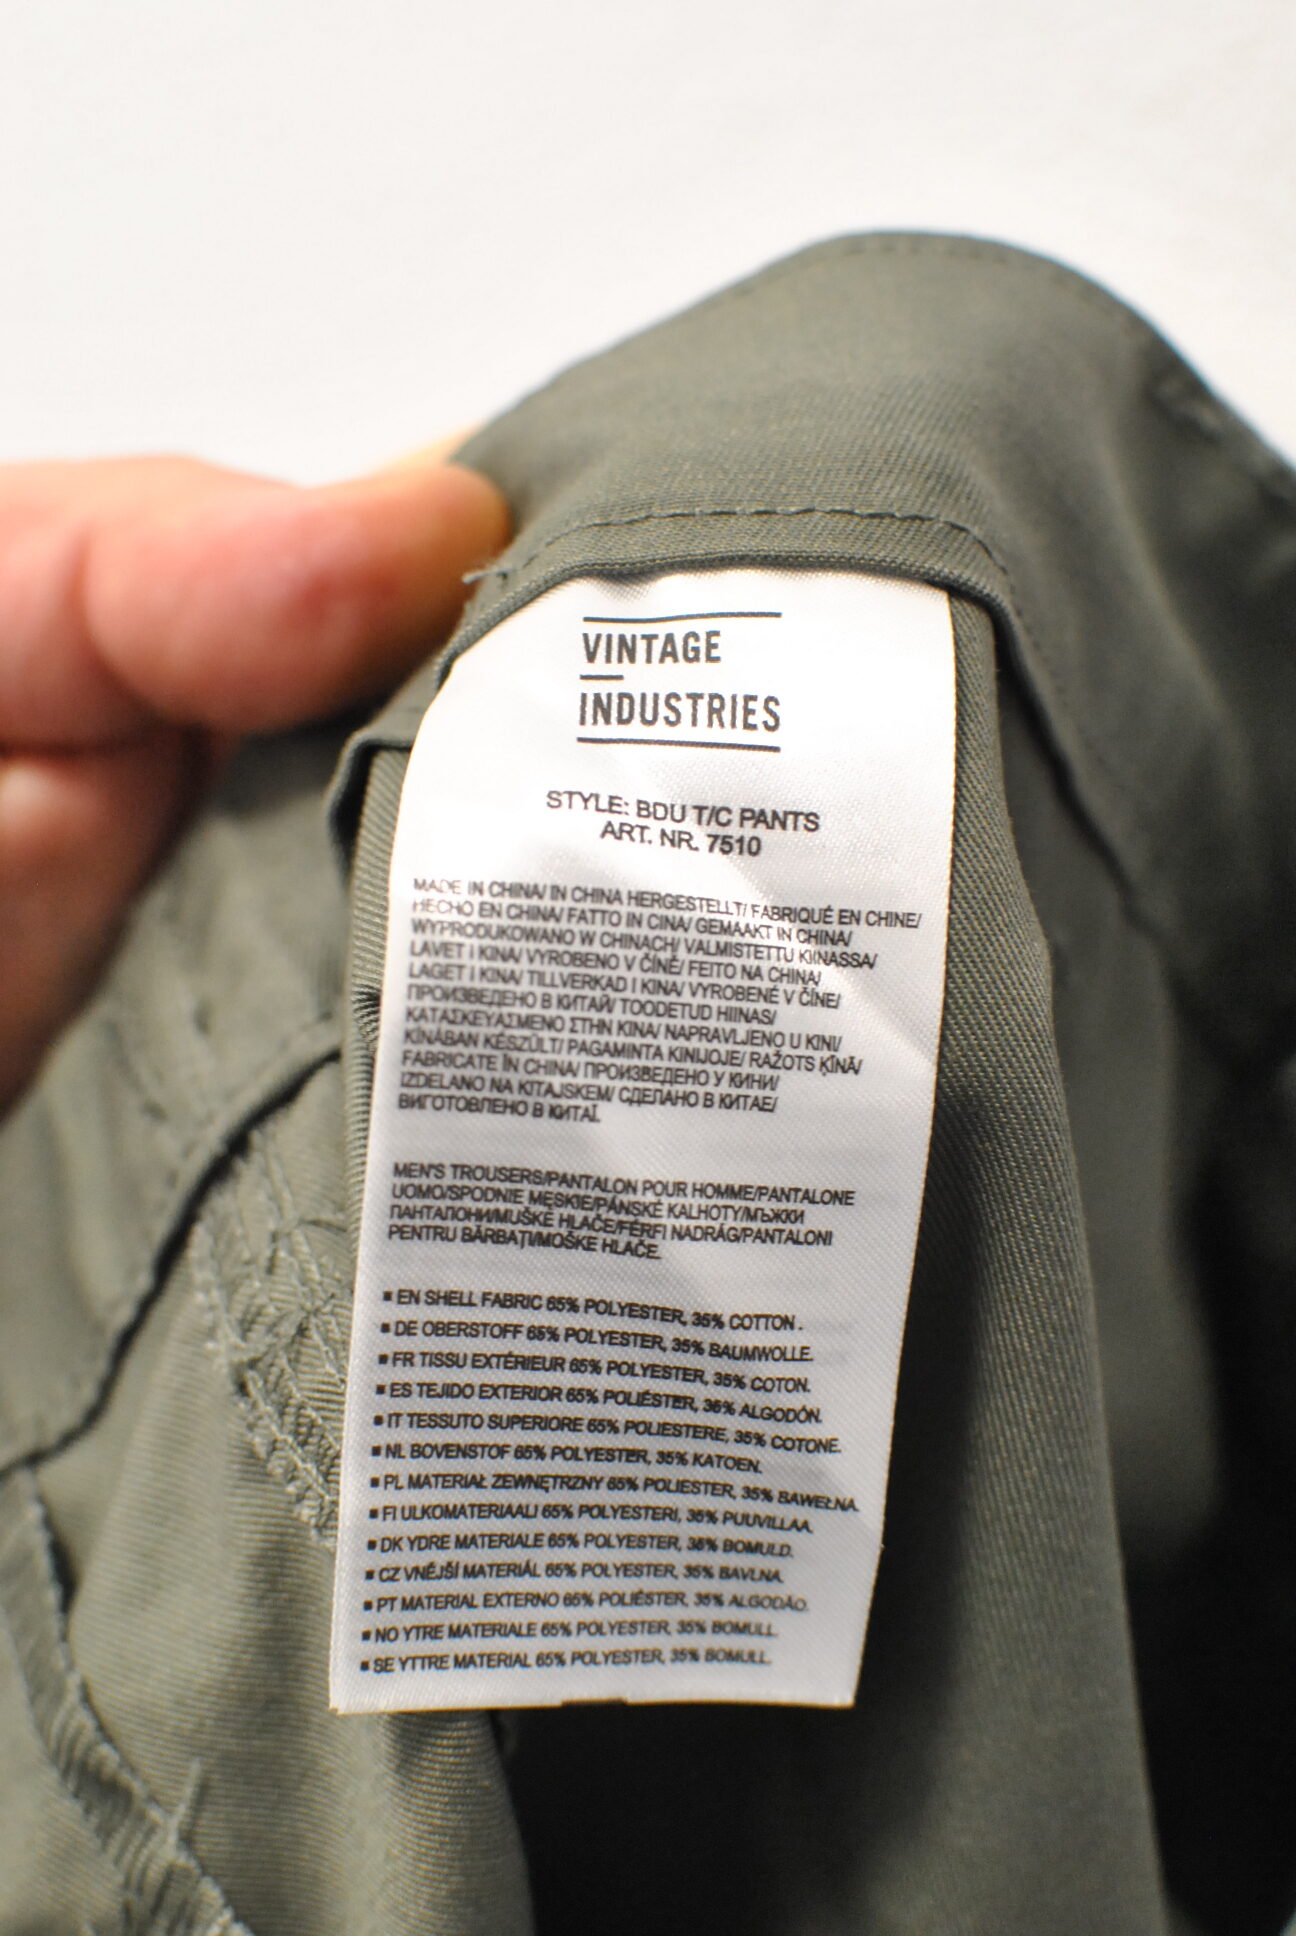 VINTAGE
INDUSTRIES
STYLE: BDU T/C PANTS
ART. NR. 7510
MADE IN CHINA/ IN CHINA HERGESTELLT/ FABRIQUÉ EN CHINE/
HECHO EN CHINA/ FATTO IN CINA/ GEMAAKT IN CHINA/
WYPRODUKOWANO W CHINACH/ VALMISTETTU KIINASSA/
LAVET I KINA/ VYROBENO V ČÍNĚ/ FEITO NA CHINA/
LAGET I KINA/ TILLVERKAD I KINA/ VYROBENÉ V ČÍNE/
ПРОИЗВЕДЕНО В КИТАЙ/ TOODETUD HIINAS/
ΚΑΤΑΣΚΕΥΑΣΜΕΝΟ ΣΤΗΝ ΚΙΝΑ/ NAPRAVLJENO U KINI/
KÍNÁBAN KÉSZÜLT/ PAGAMINTA KINIJOJE/ RAŽOTS ĶĪNĀ/
FABRICATE ÎN CHINA/ ПРОИЗВЕДЕНО У КИНИ/
IZDELANO NA KITAJSKEM/ СДЕЛАНО В КИТАЕ/
ВИГОТОВЛЕНО В КИТАЇ.
MEN'S TROUSERS/PANTALON POUR HOMME/PANTALONE
UOMO/SPODNIE MĘSKIE/PÁNSKÉ KALHOTY/МЪЖКИ
ПАНТАЛОНИ/MUŠKE HLAČE/FÉRFI NADRÁG/PANTALONI
PENTRU BĂRBAȚI/MOŠKE HLAČE.
▪ EN SHELL FABRIC 65% POLYESTER, 35% COTTON .
▪ DE OBERSTOFF 65% POLYESTER, 35% BAUMWOLLE.
▪ FR TISSU EXTÉRIEUR 65% POLYESTER, 35% COTON.
▪ ES TEJIDO EXTERIOR 65% POLIÉSTER, 35% ALGODÓN.
▪ IT TESSUTO SUPERIORE 65% POLIESTERE, 35% COTONE.
▪ NL BOVENSTOF 65% POLYESTER, 35% KATOEN.
▪ PL MATERIAŁ ZEWNĘTRZNY 65% POLIESTER, 35% BAWEŁNA.
▪ FI ULKOMATERIAALI 65% POLYESTERI, 35% PUUVILLAA.
▪ DK YDRE MATERIALE 65% POLYESTER, 35% BOMULD.
▪ CZ VNĚJŠÍ MATERIÁL 65% POLYESTER, 35% BAVLNA.
▪ PT MATERIAL EXTERNO 65% POLIÉSTER, 35% ALGODÃO.
▪ NO YTRE MATERIALE 65% POLYESTER, 35% BOMULL.
▪ SE YTTRE MATERIAL 65% POLYESTER, 35% BOMULL.